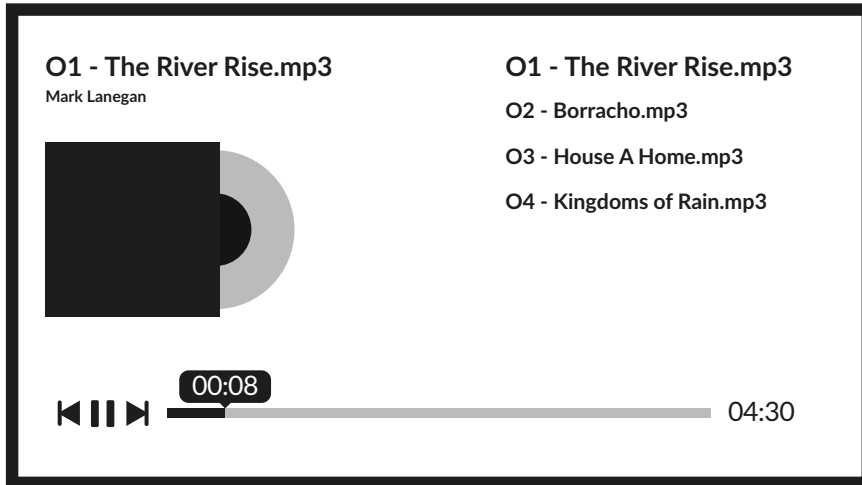 O1 - The River Rise.mp3
Mark Lanegan
O1 - The River Rise.mp3
O2 - Borracho.mp3
O3 - House A Home.mp3
O4 - Kingdoms of Rain.mp3
00:08
04:30